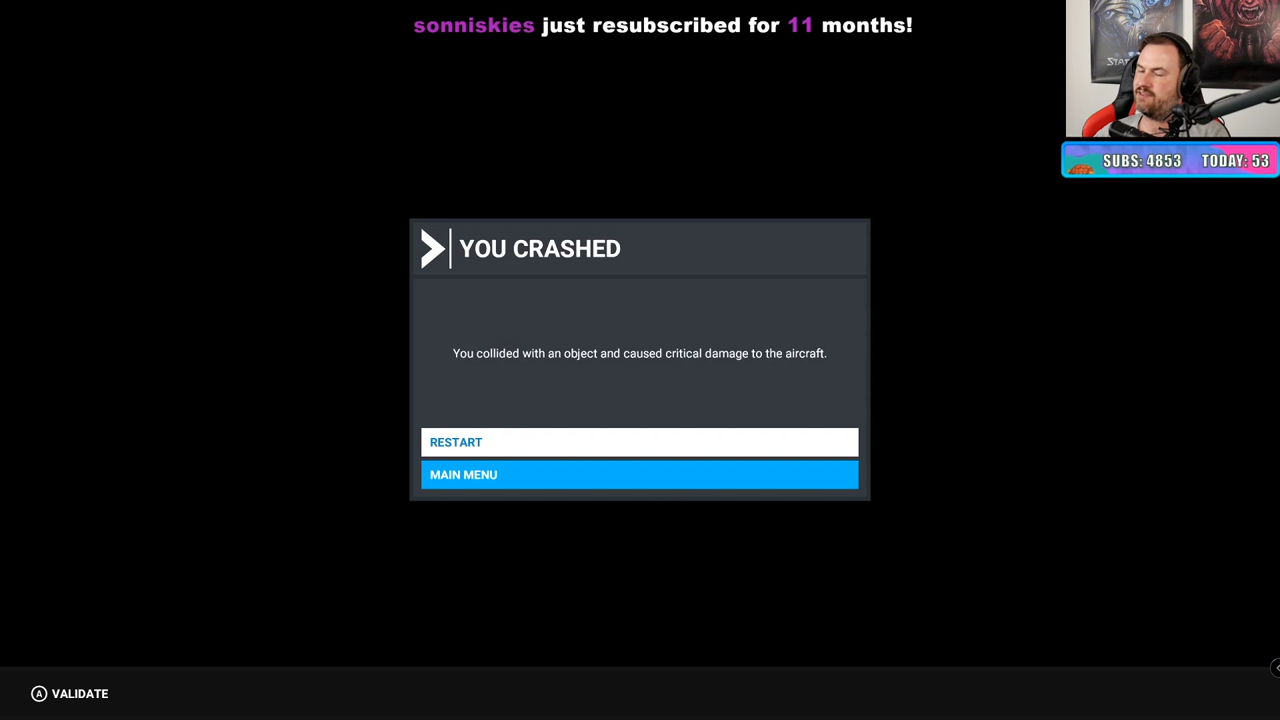 sonniskies just resubscribed for 11 months!
SUBS: 4853 TODAY: 53
YOU CRASHED
You collided with an object and caused critical damage to the aircraft.
RESTART
MAIN MENU
A VALIDATE